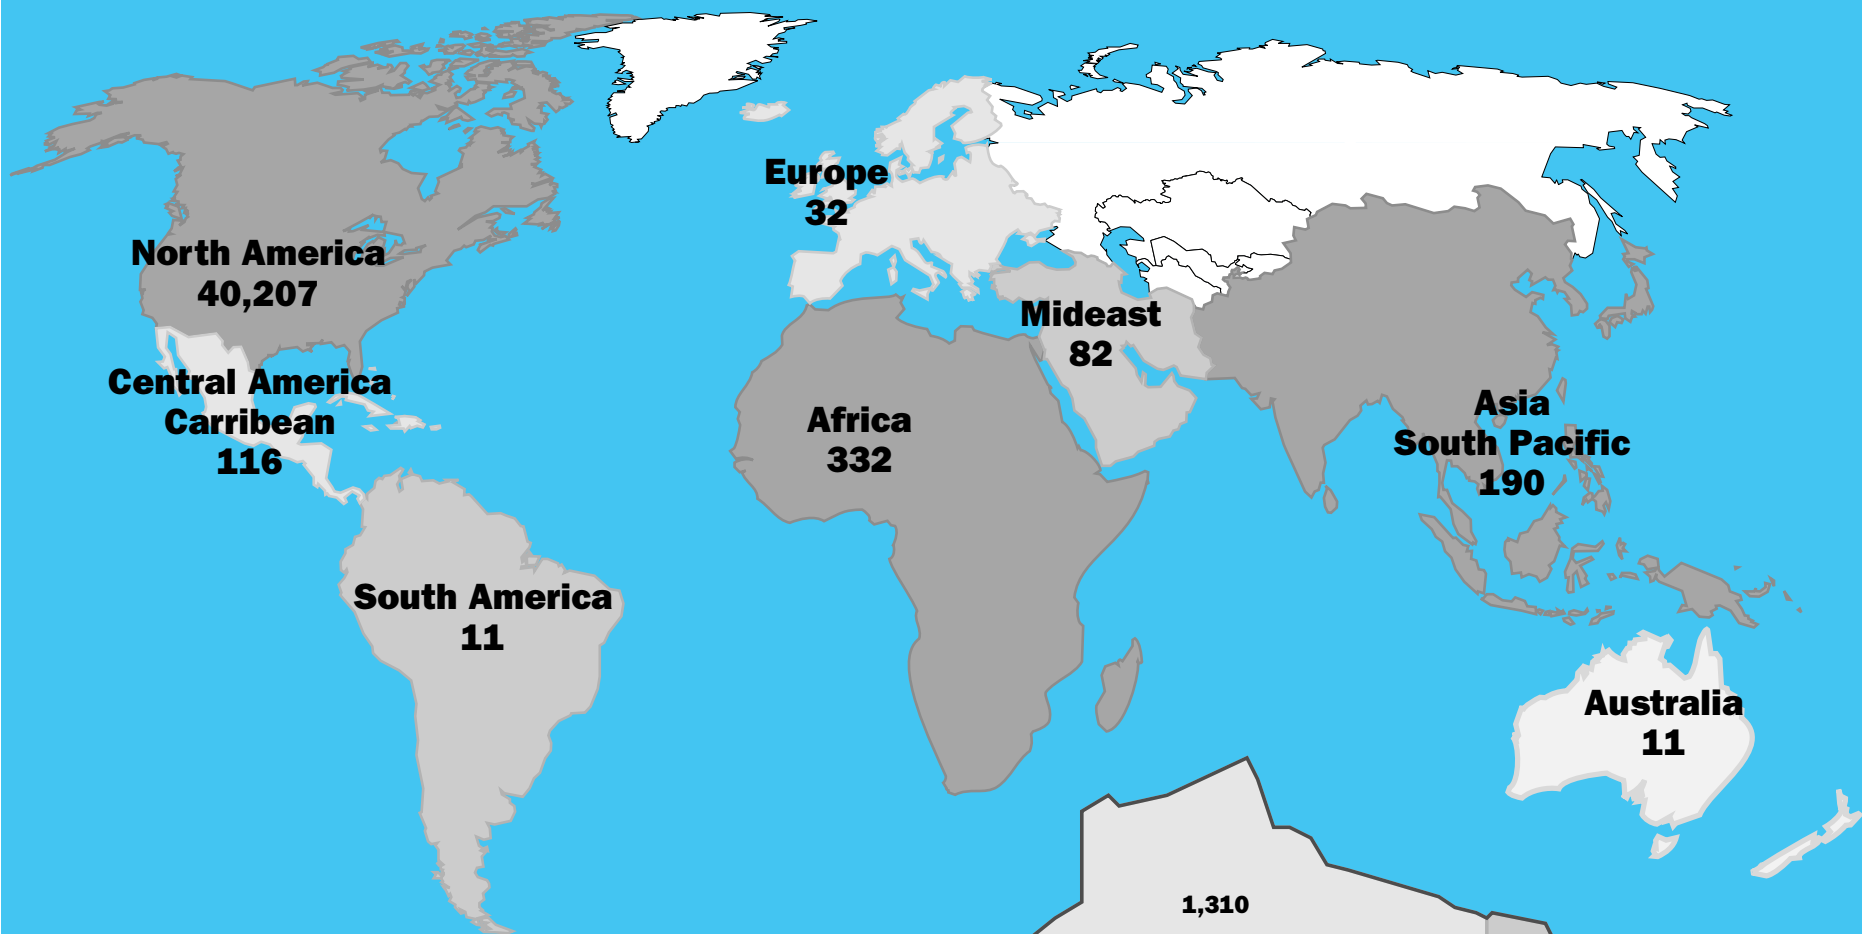 Europe
32
North America
40,207
Mideast
82
Central America
Carribean
116
Africa
332
Asia
South Pacific
190
South America
11
Australia
11
1,310